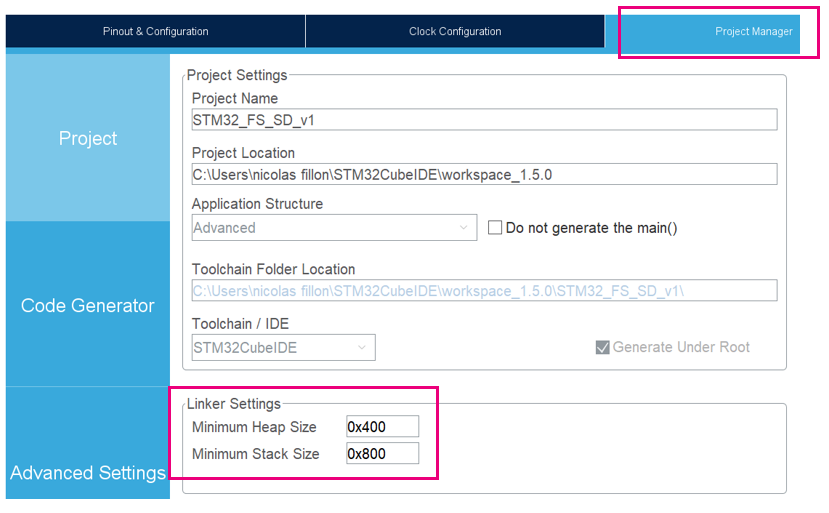 Pinout & Configuration
Clock Configuration
Project Manager
Project
Code Generator
Advanced Settings
Project Settings
Project Name
STM32_FS_SD_v1
Project Location
C:\Users\nicolas fillon\STM32CubeIDE\workspace_1.5.0
Application Structure
Advanced
Do not generate the main()
Toolchain Folder Location
C:\Users\nicolas fillon\STM32CubeIDE\workspace_1.5.0\STM32_FS_SD_v1\
Toolchain / IDE
STM32CubeIDE
Generate Under Root
Linker Settings
Minimum Heap Size
0x400
Minimum Stack Size
0x800